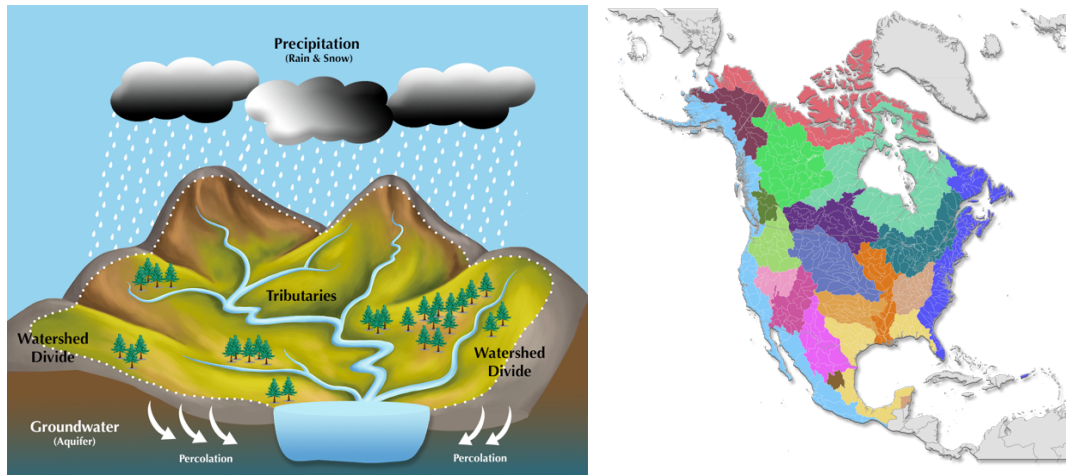 Precipitation
(Rain & Snow)
Tributaries
Watershed
Divide
Watershed
Divide
Groundwater
(Aquifer)
Percolation
Percolation